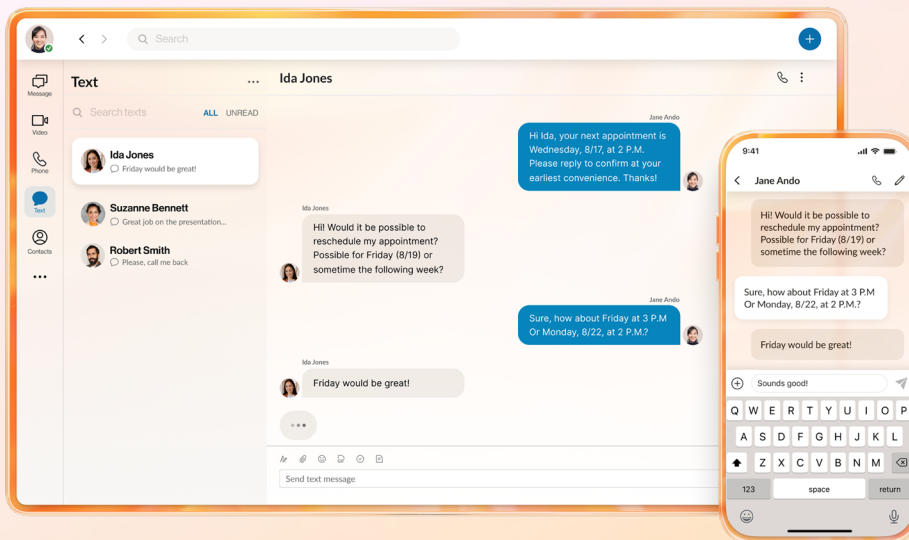 Search
Message
Video
Phone
Text
Contacts
Text
Search texts
ALL UNREAD
Ida Jones
Friday would be great!
Suzanne Bennett
Great job on the presentation...
Robert Smith
Please, call me back
Ida Jones
Jane Ando
Hi Ida, your next appointment is
Wednesday, 8/17, at 2 P.M.
Please reply to confirm at your
earliest convenience. Thanks!
Ida Jones
Hi! Would it be possible to
reschedule my appointment?
Possible for Friday (8/19) or
sometime the following week?
Jane Ando
Sure, how about Friday at 3 P.M
Or Monday, 8/22, at 2 P.M.?
Ida Jones
Friday would be great!
Send text message
9:41
Jane Ando
Hi! Would it be possible to
reschedule my appointment?
Possible for Friday (8/19) or
sometime the following week?
Sure, how about Friday at 3 P.M
Or Monday, 8/22, at 2 P.M.?
Friday would be great!
Sounds good!
Q W E R T Y U I O P
A S D F G H J K L
Z X C V B N M
123 space return